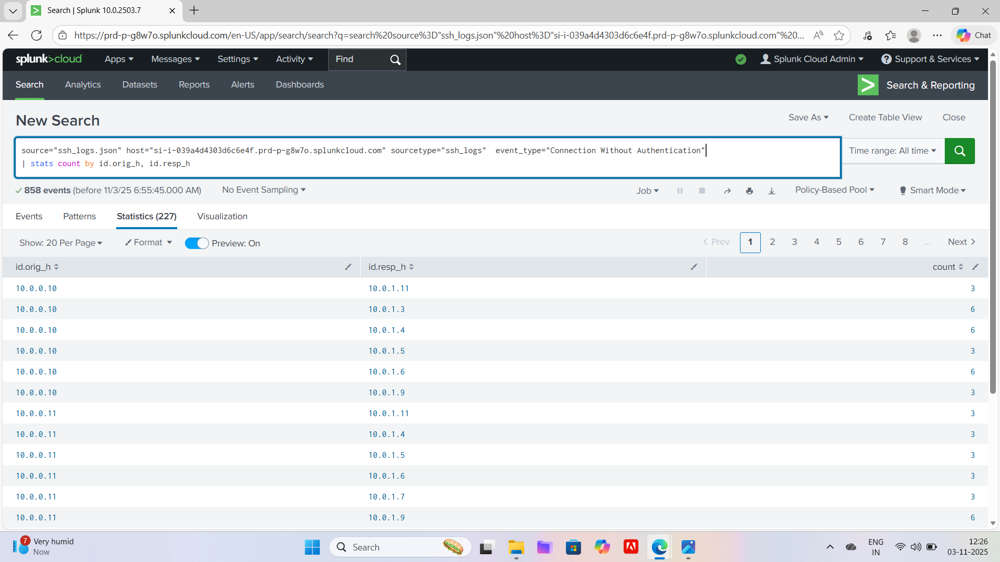 Search | Splunk 10.0.2503.7
https://prd-p-g8w7o.splunkcloud.com/en-US/app/search/search?q=search%20source%3D"ssh_logs.json"%20host%3D"si-i-039a4d4303d6c6e4f.prd-p-g8w7o.splunkcloud.com"%20...
Chat
splunk>cloud Apps Messages Settings Activity Find Splunk Cloud Admin Support & Services
Search Analytics Datasets Reports Alerts Dashboards Search & Reporting
New Search Save As Create Table View Close
source="ssh_logs.json" host="si-i-039a4d4303d6c6e4f.prd-p-g8w7o.splunkcloud.com" sourcetype="ssh_logs"  event_type="Connection Without Authentication"
| stats count by id.orig_h, id.resp_h
Time range: All time
858 events (before 11/3/25 6:55:45.000 AM) No Event Sampling Job Policy-Based Pool Smart Mode
Events Patterns Statistics (227) Visualization
Show: 20 Per Page Format Preview: On < Prev 1 2 3 4 5 6 7 8 ... Next >
id.orig_h id.resp_h count
10.0.0.10 10.0.1.11 3
10.0.0.10 10.0.1.3 6
10.0.0.10 10.0.1.4 6
10.0.0.10 10.0.1.5 3
10.0.0.10 10.0.1.6 6
10.0.0.10 10.0.1.9 3
10.0.0.11 10.0.1.11 3
10.0.0.11 10.0.1.4 3
10.0.0.11 10.0.1.5 3
10.0.0.11 10.0.1.6 3
10.0.0.11 10.0.1.7 3
10.0.0.11 10.0.1.9 6
7
Very humid
Now
Search
ENG
IN
12:26
03-11-2025